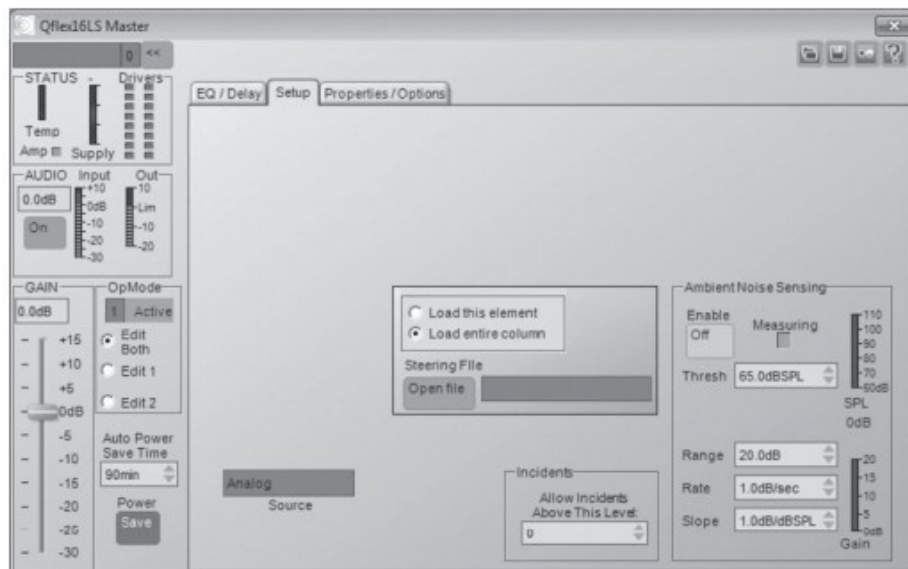 Qflex16LS Master
0 <<
STATUS - Drivers
Temp
Amp Supply
AUDIO Input Out
0.0dB
On
+10
0dB
-10
-20
-30
10
Lim
-10
-20
GAIN
0.0dB
+15
+10
+5
0dB
-5
-10
-15
-20
-25
-30
OpMode
1 Active
Edit Both
Edit 1
Edit 2
Auto Power
Save Time
90min
Power
Save
EQ / Delay Setup Properties / Options
Load this element
Load entire column
Steering FIle
Open file
Analog
Source
Incidents
Allow Incidents
Above This Level:
0
Ambient Noise Sensing
Enable
Off
Measuring
Thresh 65.0dBSPL
110
100
90
80
70
60dB
SPL
0dB
Range 20.0dB
Rate 1.0dB/sec
Slope 1.0dB/dBSPL
20
15
10
5
0dB
Gain